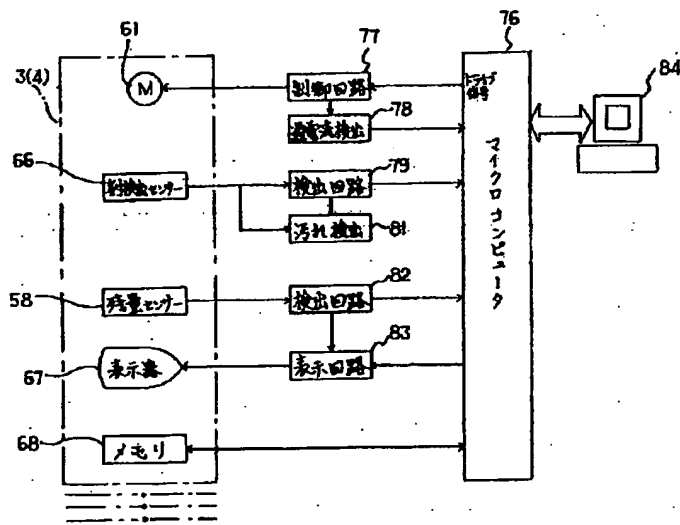 61
77
76
3(4)
84
M
制御回路
ドライブ
信号
78
過電流検出
66
79
剤検出センサー
検出回路
マイクロコンピュータ
汚れ検出
81
82
58
残量センサー
検出回路
83
67
表示器
表示回路
68
メモリ